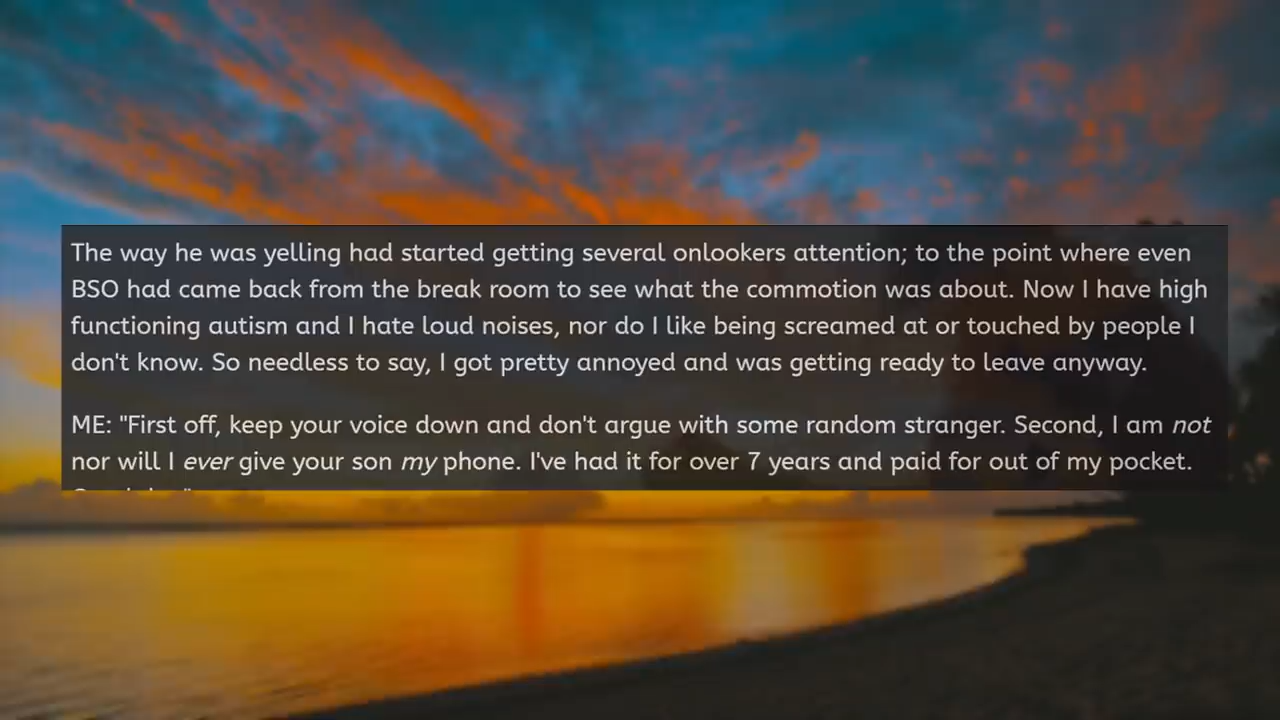 The way he was yelling had started getting several onlookers attention; to the point where even
BSO had came back from the break room to see what the commotion was about. Now I have high
functioning autism and I hate loud noises, nor do I like being screamed at or touched by people I
don't know. So needless to say, I got pretty annoyed and was getting ready to leave anyway.
ME: "First off, keep your voice down and don't argue with some random stranger. Second, I am not
nor will I ever give your son my phone. I've had it for over 7 years and paid for out of my pocket.